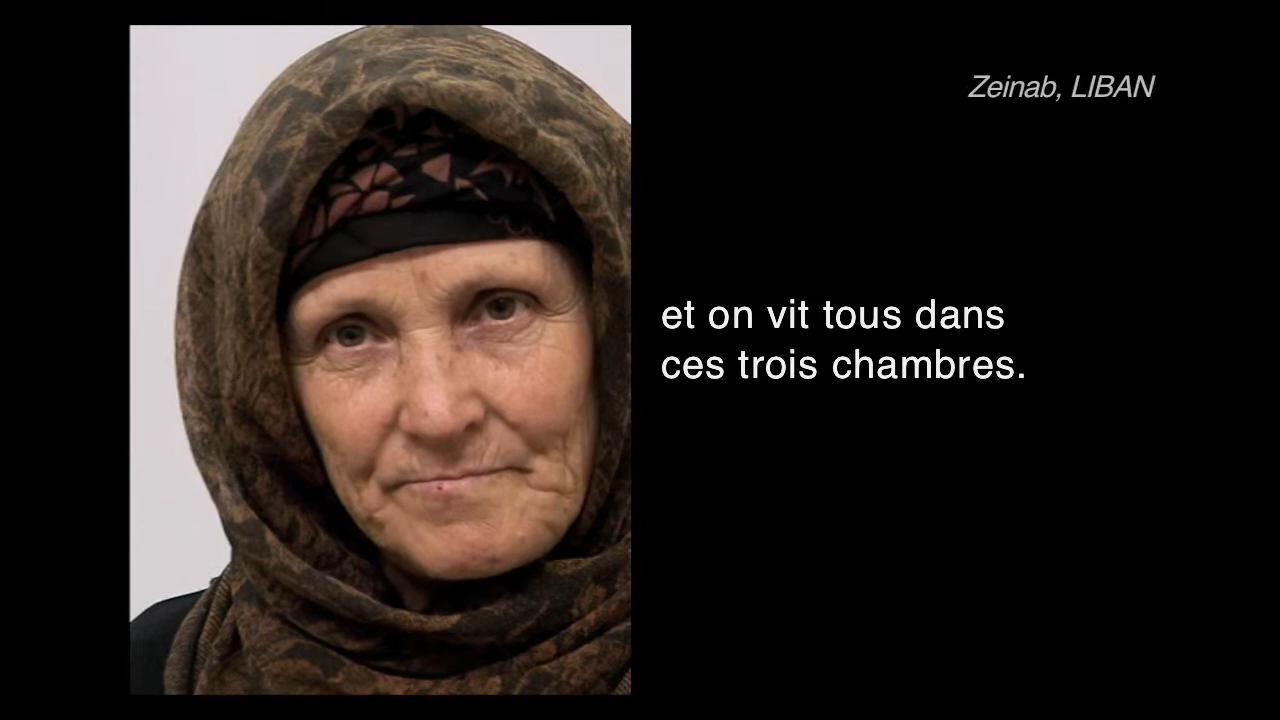 Zeinab, LIBAN
et on vit tous dans
ces trois chambres.